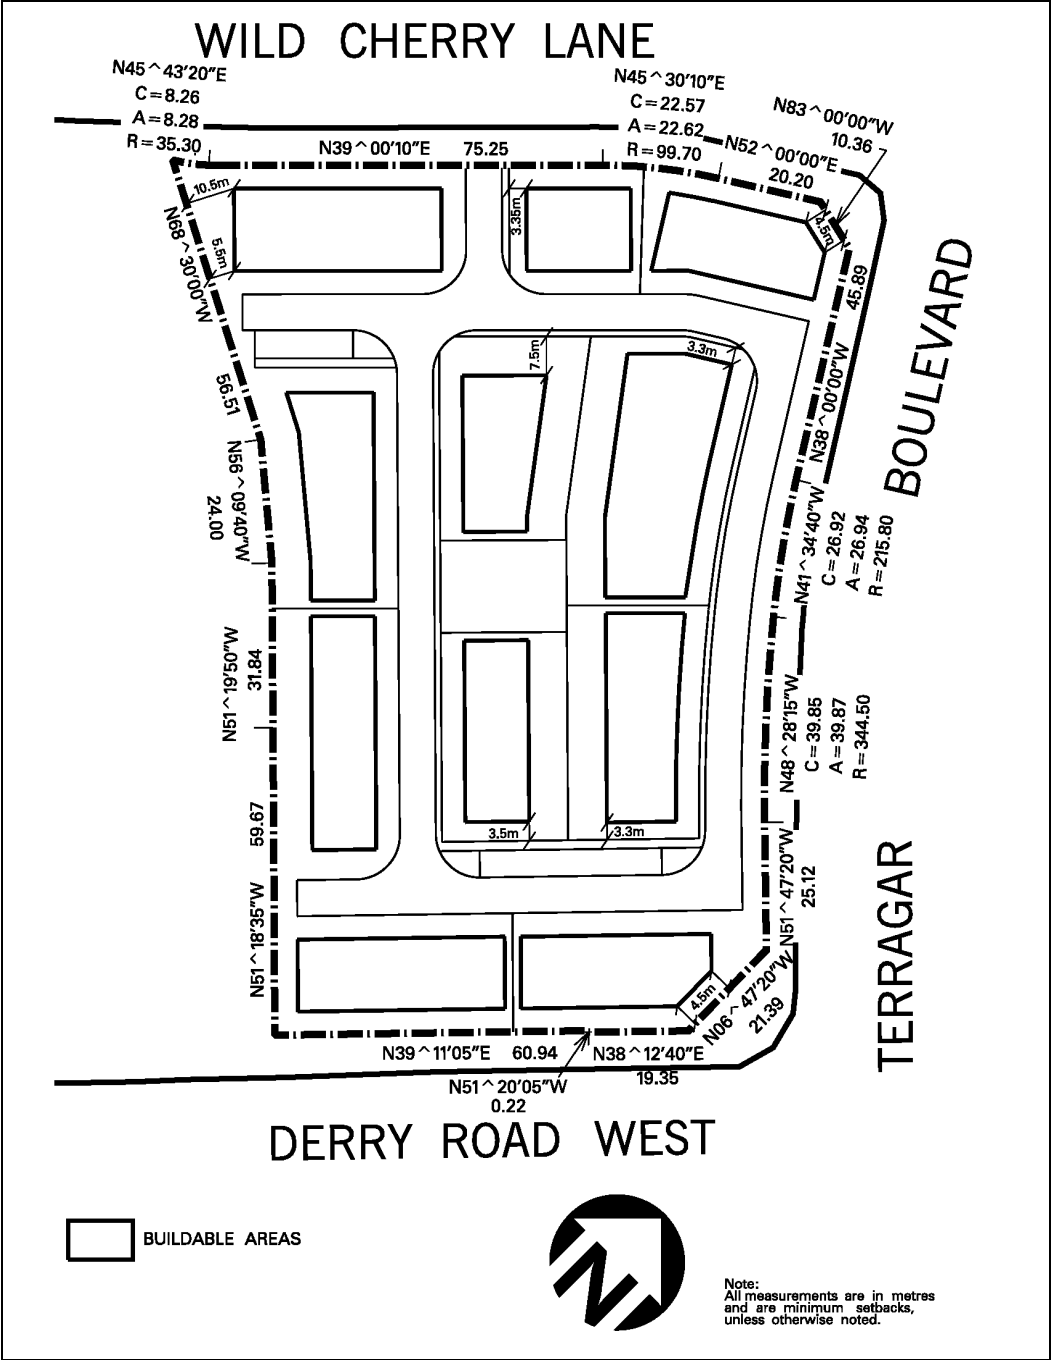 WILD CHERRY LANE
N45^43'20"E
C=8.26
A=8.28
R=35.30
N39^00'10"E 75.25
N45^30'10"E
C=22.57
A=22.62
R=99.70
N52^00'00"E
20.20
N83^00'00"W
10.36
10.5m
5.5m
3.35m
4.5m
N68^30'00"W
56.51
45.89
N38^00'00"W
BOULEVARD
7.5m
3.3m
N56^09'40"W
24.00
N41^34'40"W
C=26.92
A=26.94
R=215.80
N51^19'50"W
31.84
N48^28'15"W
C=39.85
A=39.87
R=344.50
59.67
N51^18'35"W
3.5m
3.3m
N51^47'20"W
25.12
TERRAGAR
4.5m
N06^47'20"W
21.39
N39^11'05"E 60.94
N38^12'40"E
19.35
N51^20'05"W
0.22
DERRY ROAD WEST
BUILDABLE AREAS
N
Note:
All measurements are in metres
and are minimum setbacks,
unless otherwise noted.